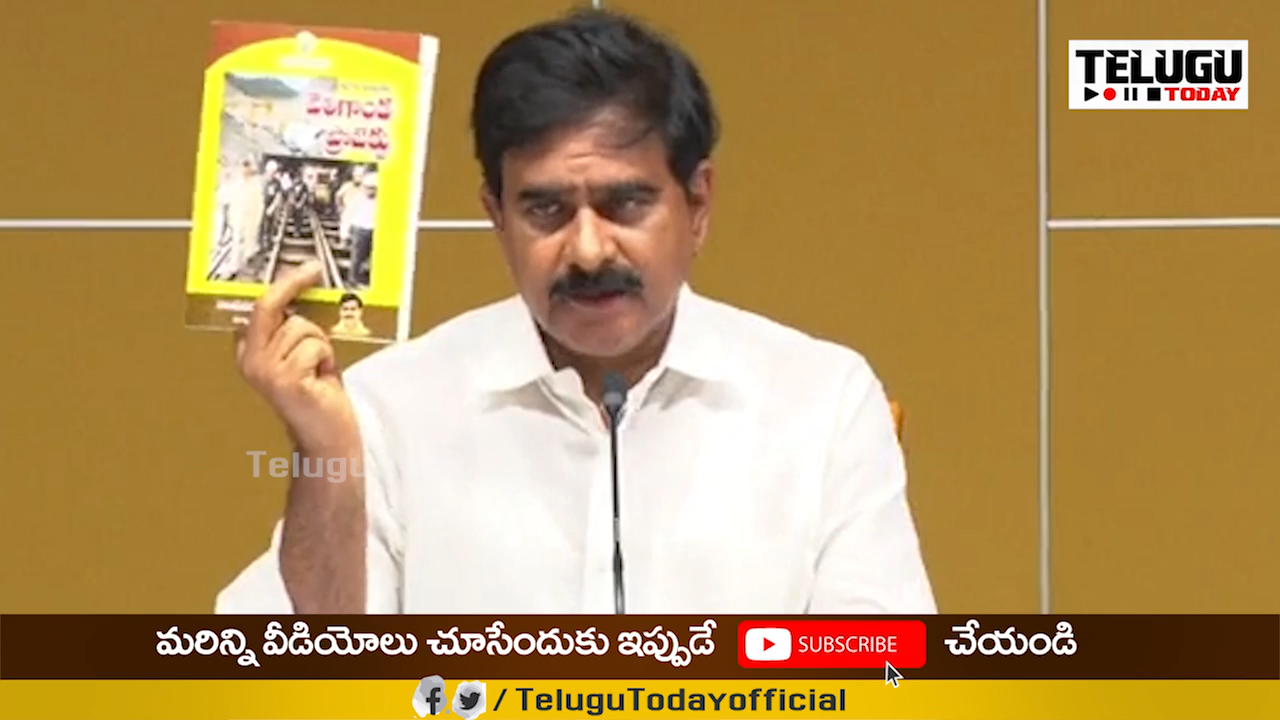 TELUGU
TODAY
వెలిగొండ
ప్రాజెక్టు
Telugu
మరిన్ని వీడియోలు చూసేందుకు ఇప్పుడే SUBSCRIBE చేయండి
/ TeluguTodayofficial